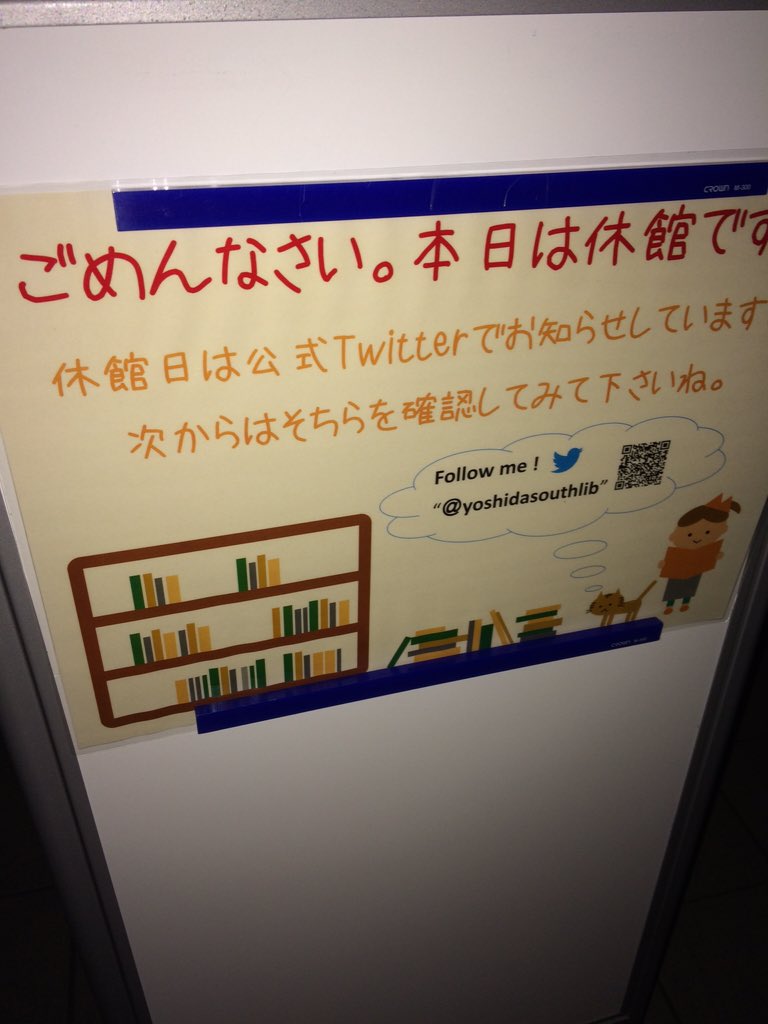 CROWN M-300
ごめんなさい。本日は休館です
休館日は公式Twitterでお知らせしています
次からはそちらを確認してみて下さいね。
Follow me !
“@yoshidasouthlib”
CROWN